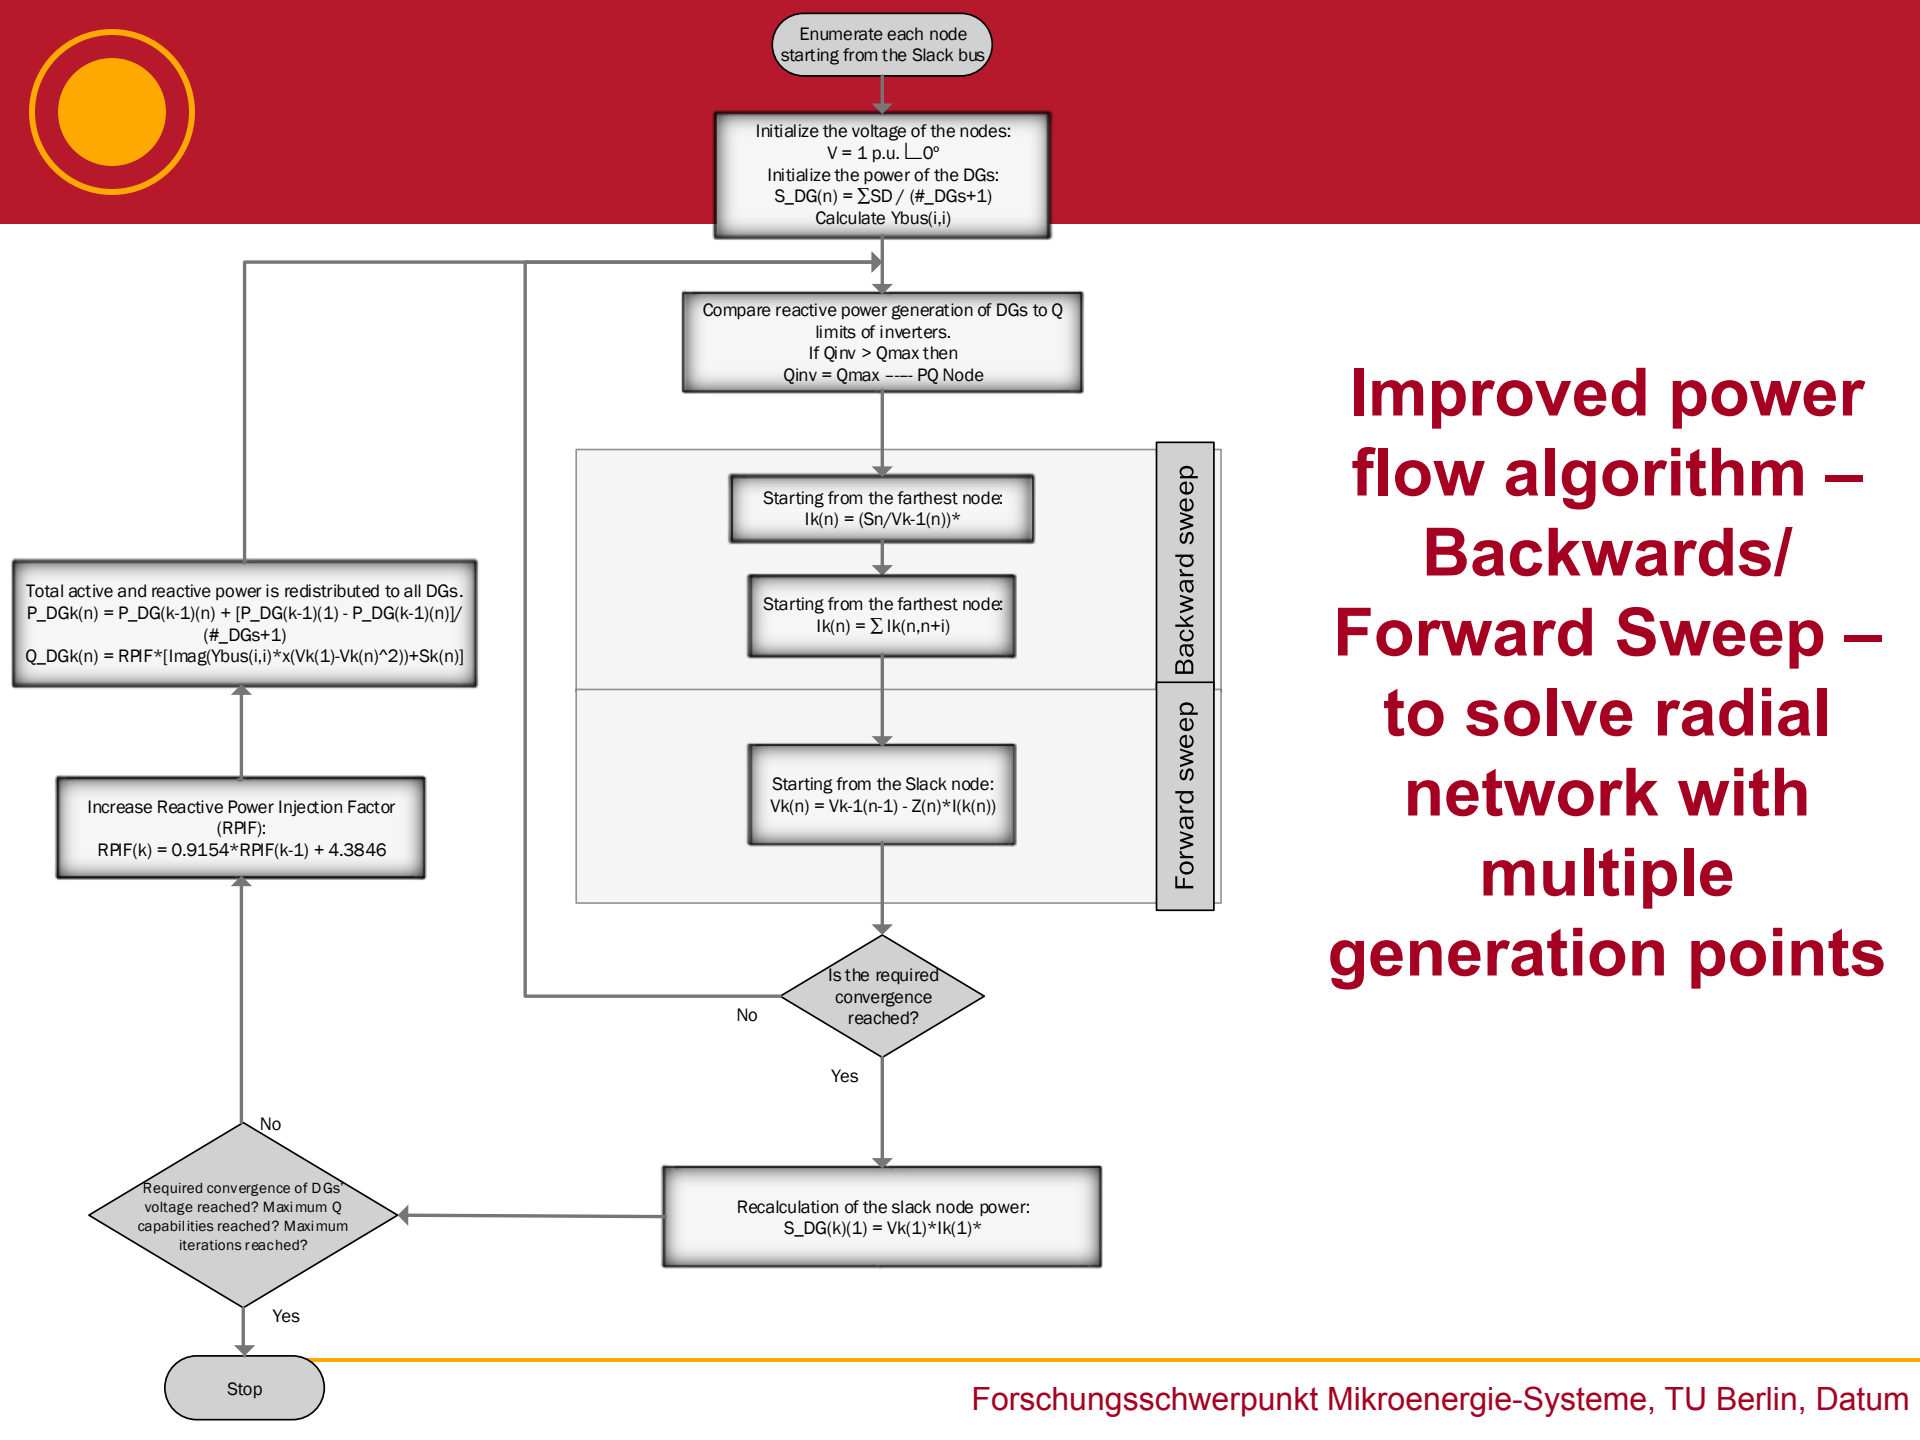 Enumerate each node
starting from the Slack bus
Initialize the voltage of the nodes:
V = 1 p.u. ∟0º
Initialize the power of the DGs:
S_DG(n) = ∑SD / (#_DGs+1)
Calculate Ybus(i,i)
Compare reactive power generation of DGs to Q
limits of inverters.
If Qinv > Qmax then
Qinv = Qmax ----- PQ Node
Backward sweep
Starting from the farthest node:
Ik(n) = (Sn/Vk-1(n))*
Starting from the farthest node:
Ik(n) = ∑ Ik(n,n+i)
Forward sweep
Starting from the Slack node:
Vk(n) = Vk-1(n-1) - Z(n)*I(k(n))
Is the required
convergence
reached?
No
Yes
Recalculation of the slack node power:
S_DG(k)(1) = Vk(1)*Ik(1)*
Required convergence of DGs'
voltage reached? Maximum Q
capabilities reached? Maximum
iterations reached?
No
Yes
Increase Reactive Power Injection Factor
(RPIF):
RPIF(k) = 0.9154*RPIF(k-1) + 4.3846
Total active and reactive power is redistributed to all DGs.
P_DGk(n) = P_DG(k-1)(n) + [P_DG(k-1)(1) - P_DG(k-1)(n)]/
(#_DGs+1)
Q_DGk(n) = RPIF*[Imag(Ybus(i,i)*x(Vk(1)-Vk(n)^2))+Sk(n)]
Stop
Improved power
flow algorithm –
Backwards/
Forward Sweep –
to solve radial
network with
multiple
generation points
Forschungsschwerpunkt Mikroenergie-Systeme, TU Berlin, Datum